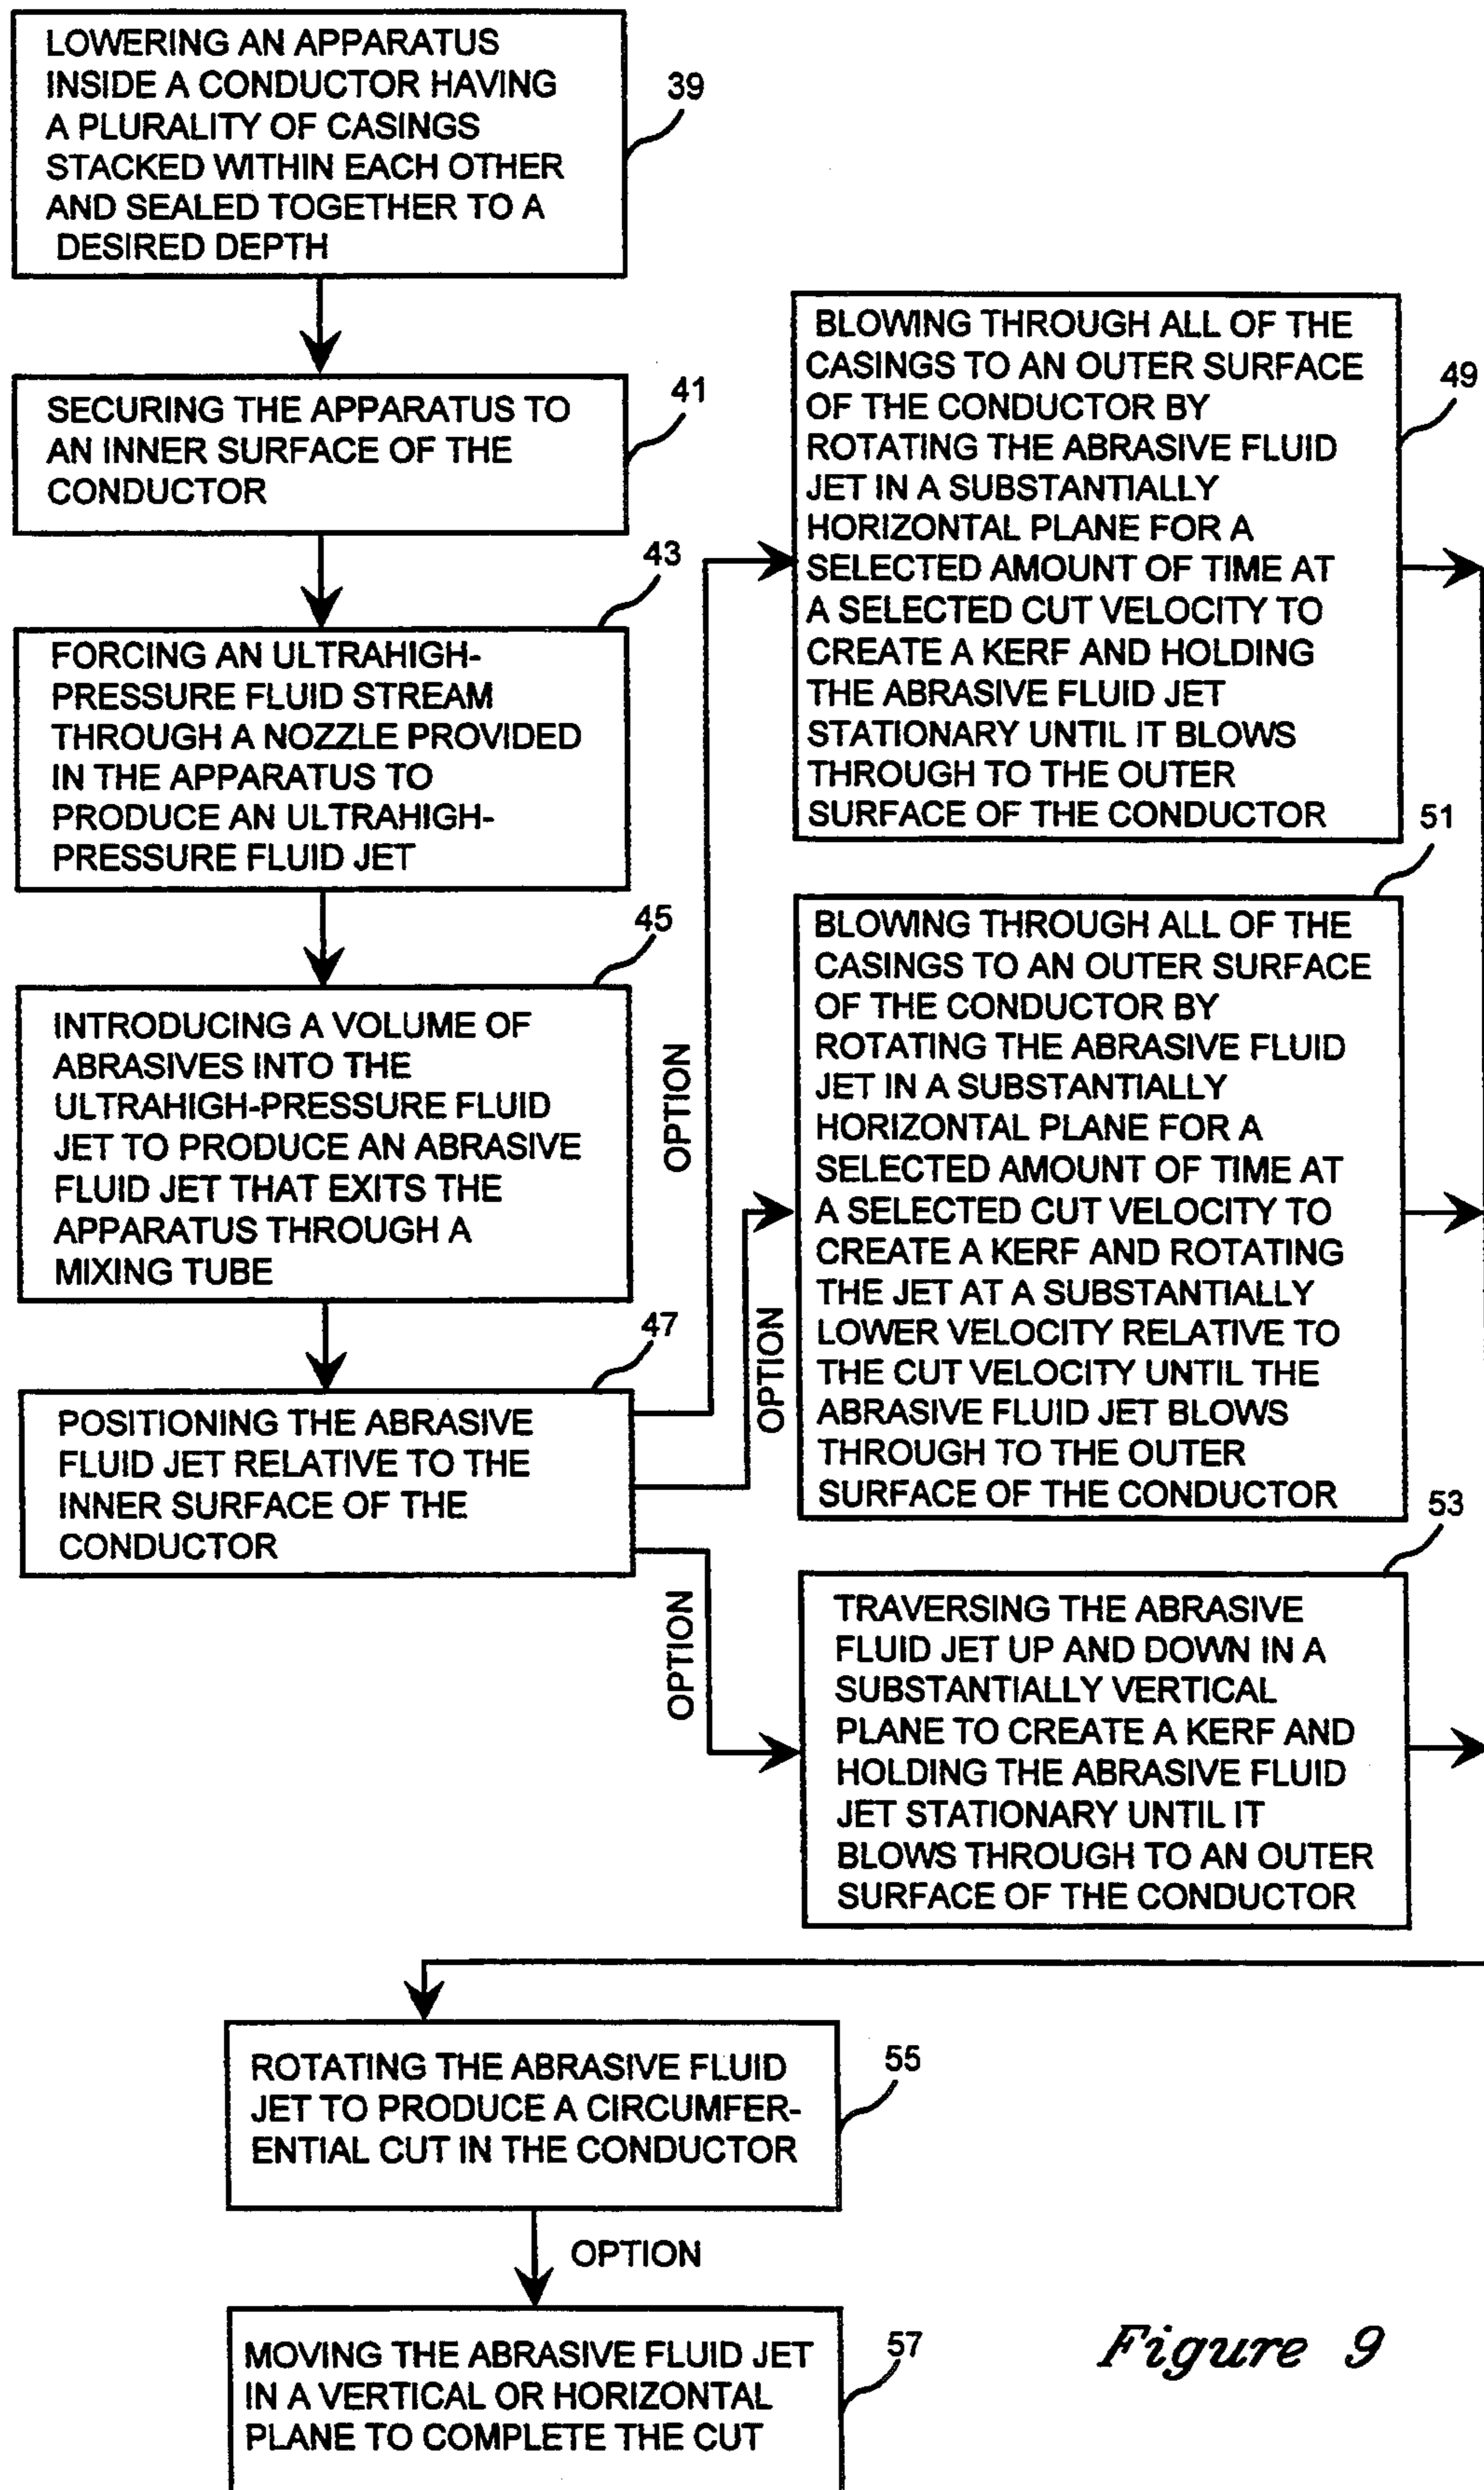 LOWERING AN APPARATUS
INSIDE A CONDUCTOR HAVING
A PLURALITY OF CASINGS
STACKED WITHIN EACH OTHER
AND SEALED TOGETHER TO A
DESIRED DEPTH
39
SECURING THE APPARATUS TO
AN INNER SURFACE OF THE
CONDUCTOR
41
FORCING AN ULTRAHIGH-
PRESSURE FLUID STREAM
THROUGH A NOZZLE PROVIDED
IN THE APPARATUS TO
PRODUCE AN ULTRAHIGH-
PRESSURE FLUID JET
43
INTRODUCING A VOLUME OF
ABRASIVES INTO THE
ULTRAHIGH-PRESSURE FLUID
JET TO PRODUCE AN ABRASIVE
FLUID JET THAT EXITS THE
APPARATUS THROUGH A
MIXING TUBE
45
POSITIONING THE ABRASIVE
FLUID JET RELATIVE TO THE
INNER SURFACE OF THE
CONDUCTOR
47
OPTION
BLOWING THROUGH ALL OF THE
CASINGS TO AN OUTER SURFACE
OF THE CONDUCTOR BY
ROTATING THE ABRASIVE FLUID
JET IN A SUBSTANTIALLY
HORIZONTAL PLANE FOR A
SELECTED AMOUNT OF TIME AT
A SELECTED CUT VELOCITY TO
CREATE A KERF AND HOLDING
THE ABRASIVE FLUID JET
STATIONARY UNTIL IT BLOWS
THROUGH TO THE OUTER
SURFACE OF THE CONDUCTOR
49
OPTION
BLOWING THROUGH ALL OF THE
CASINGS TO AN OUTER SURFACE
OF THE CONDUCTOR BY
ROTATING THE ABRASIVE FLUID
JET IN A SUBSTANTIALLY
HORIZONTAL PLANE FOR A
SELECTED AMOUNT OF TIME AT
A SELECTED CUT VELOCITY TO
CREATE A KERF AND ROTATING
THE JET AT A SUBSTANTIALLY
LOWER VELOCITY RELATIVE TO
THE CUT VELOCITY UNTIL THE
ABRASIVE FLUID JET BLOWS
THROUGH TO THE OUTER
SURFACE OF THE CONDUCTOR
51
OPTION
TRAVERSING THE ABRASIVE
FLUID JET UP AND DOWN IN A
SUBSTANTIALLY VERTICAL
PLANE TO CREATE A KERF AND
HOLDING THE ABRASIVE FLUID
JET STATIONARY UNTIL IT
BLOWS THROUGH TO AN OUTER
SURFACE OF THE CONDUCTOR
53
ROTATING THE ABRASIVE FLUID
JET TO PRODUCE A CIRCUMFER-
ENTIAL CUT IN THE CONDUCTOR
55
OPTION
MOVING THE ABRASIVE FLUID JET
IN A VERTICAL OR HORIZONTAL
PLANE TO COMPLETE THE CUT
57
Figure 9